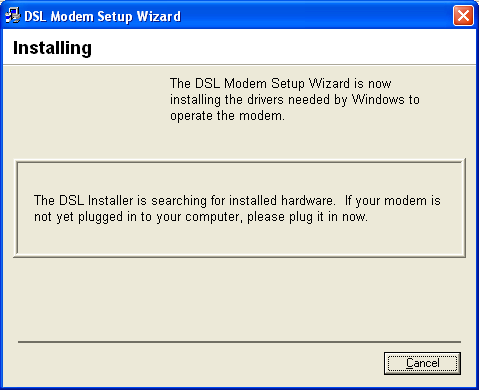 DSL Modem Setup Wizard
Installing
The DSL Modem Setup Wizard is now
installing the drivers needed by Windows to
operate the modem.
The DSL Installer is searching for installed hardware.  If your modem is
not yet plugged in to your computer, please plug it in now.
Cancel